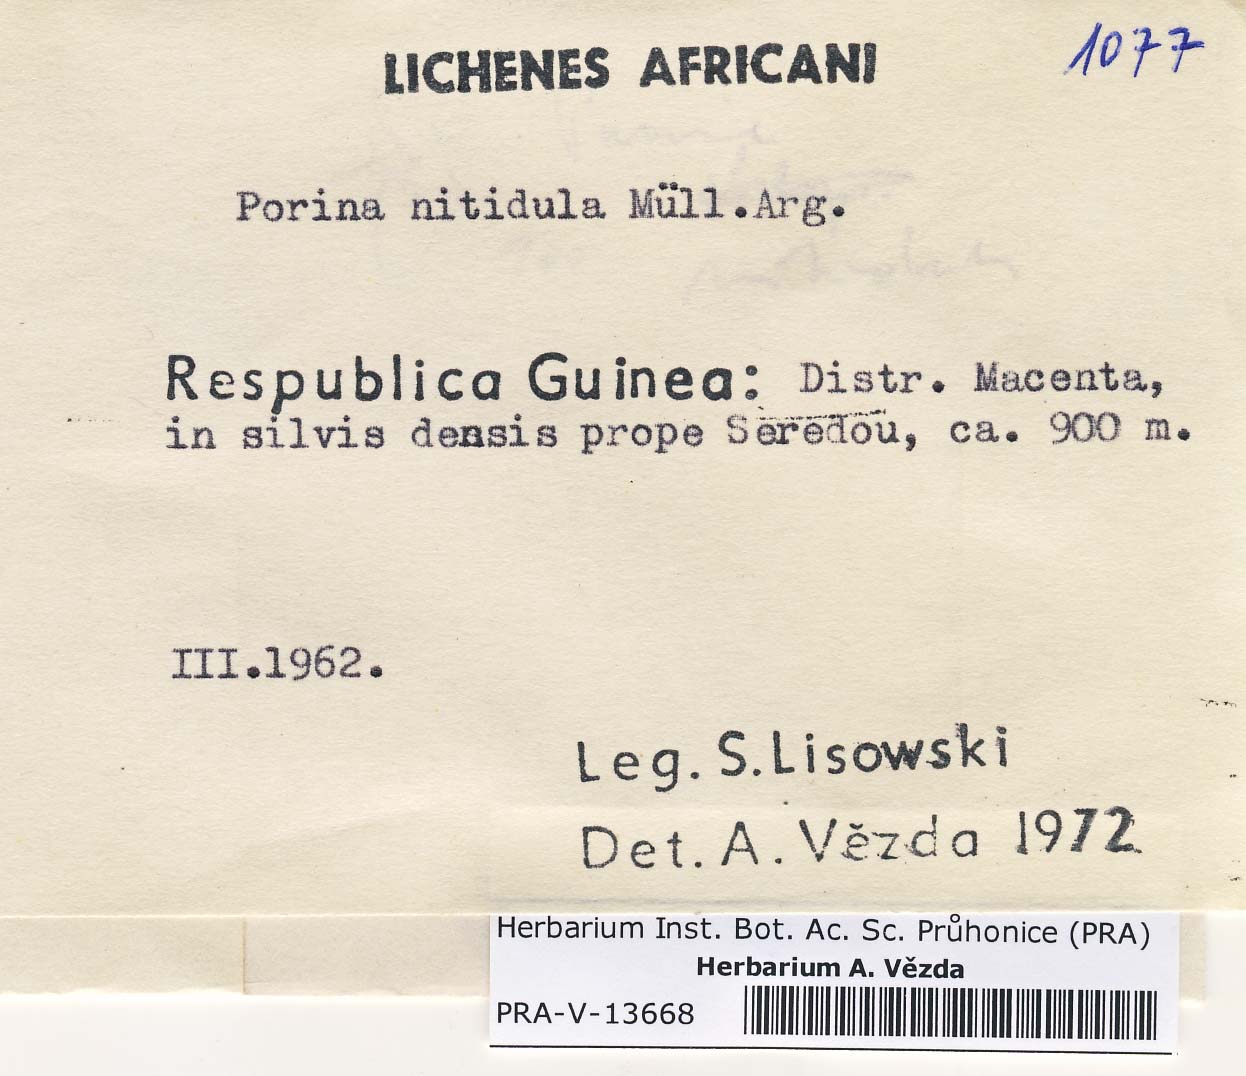 LICHENES AFRICANI
1077
Porina nitidula Müll.Arg.
Respublica Guinea: Distr. Macenta,
in silvis densis prope Seredou, ca. 900 m.
III.1962.
Leg. S. Lisowski
Det. A. Vězda 1972
Herbarium Inst. Bot. Ac. Sc. Průhonice (PRA)
Herbarium A. Vězda
PRA-V-13668